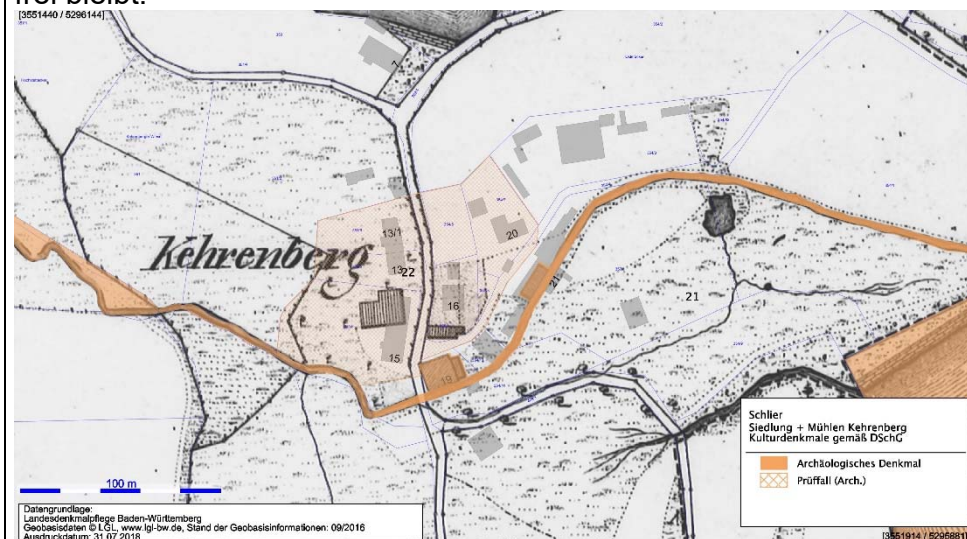 frei bleibt.
[3551440 / 5296144]
7
Kehrenberg
13/1
13
22
20
16
15
19
21
21
100 m
Schlier
Siedlung + Mühlen Kehrenberg
Kulturdenkmale gemäß DSchG
Archäologisches Denkmal
Prüffall (Arch.)
Datengrundlage:
Landesdenkmalpflege Baden-Württemberg
Geobasisdaten © LGL, www.lgl-bw.de, Stand der Geobasisinformationen: 09/2016
Ausdruckdatum: 31.07.2018
[3551914 / 5295881]